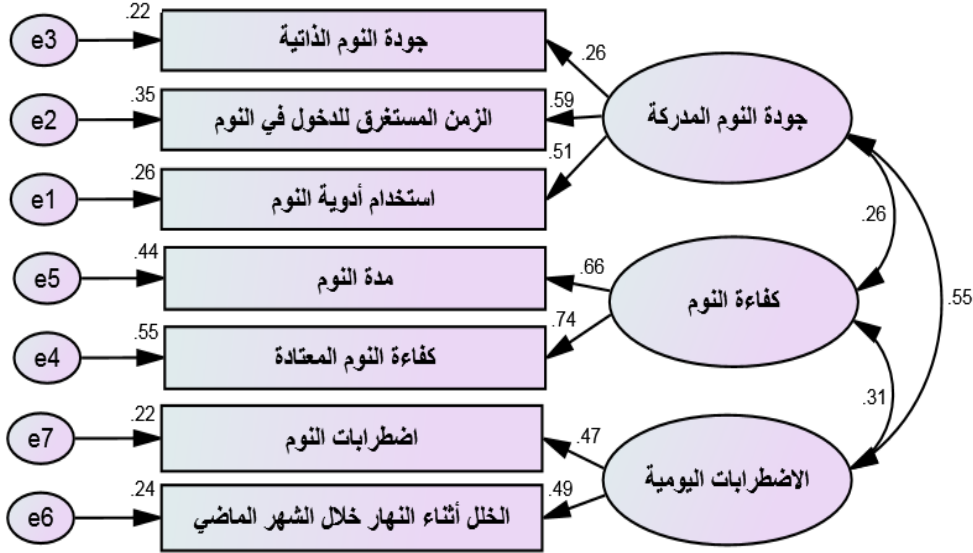 .22
e3
جودة النوم الذاتية
.26
.35
e2
الزمن المستغرق للدخول في النوم
.59
جودة النوم المدركة
.26
e1
استخدام أدوية النوم
.51
.26
.44
e5
مدة النوم
.66
كفاءة النوم
.55
.55
e4
كفاءة النوم المعتادة
.74
.31
.22
e7
اضطرابات النوم
.47
الاضطرابات اليومية
.24
e6
الخلل أثناء النهار خلال الشهر الماضي
.49